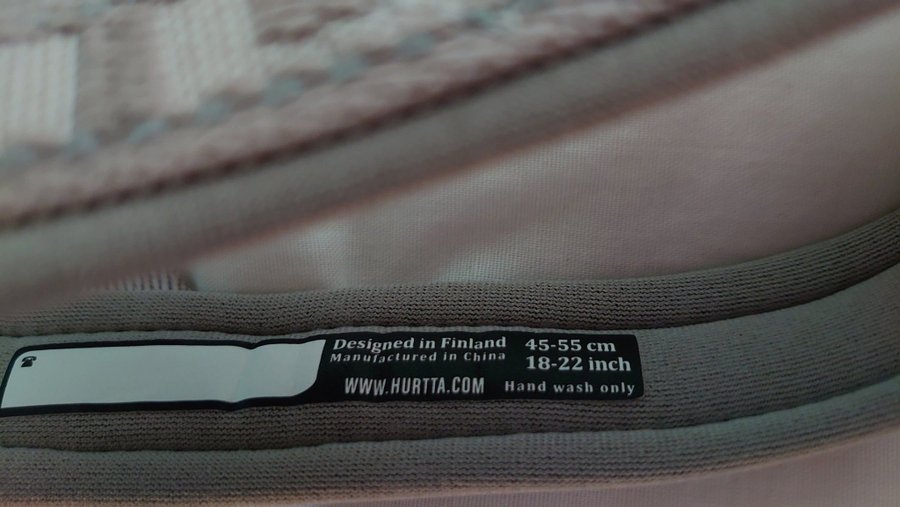 Designed in Finland
Manufactured in China
WWW.HURTTA.COM
45-55 cm
18-22 inch
Hand wash only